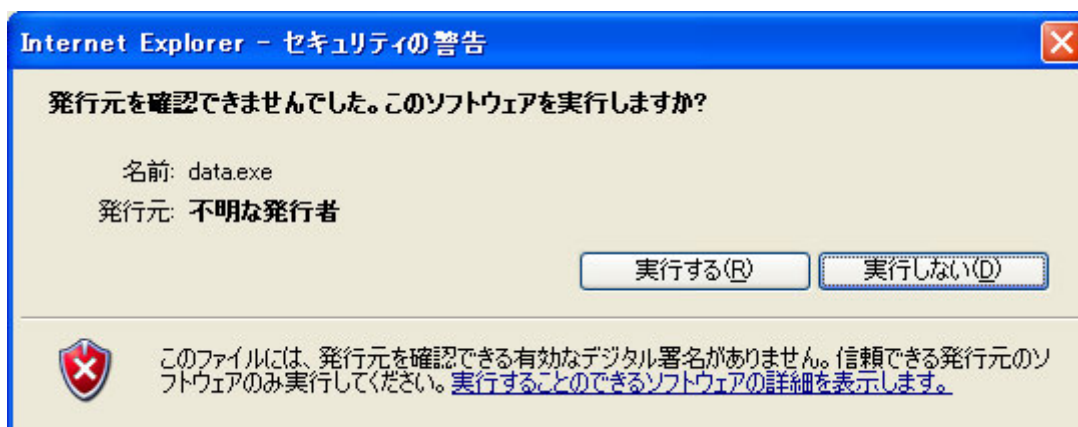 Internet Explorer - セキュリティの警告
発行元を確認できませんでした。このソフトウェアを実行しますか?
名前: data.exe
発行元: 不明な発行者
実行する(R) 実行しない(D)
このファイルには、発行元を確認できる有効なデジタル署名がありません。信頼できる発行元のソ
フトウェアのみ実行してください。実行することのできるソフトウェアの詳細を表示します。